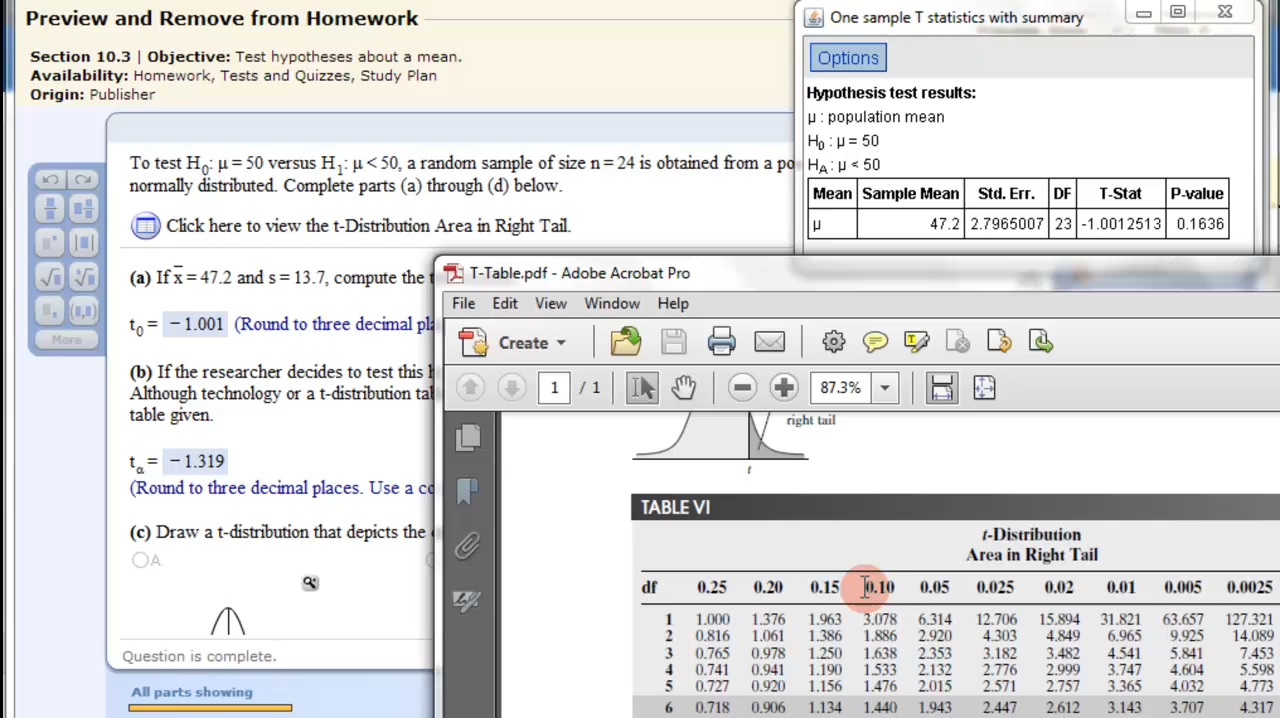 Preview and Remove from Homework
Section 10.3 | Objective: Test hypotheses about a mean.
Availability: Homework, Tests and Quizzes, Study Plan
Origin: Publisher
To test H0: μ = 50 versus H1: μ < 50, a random sample of size n = 24 is obtained from a po
normally distributed. Complete parts (a) through (d) below.
Click here to view the t-Distribution Area in Right Tail.
(a) If x̄ = 47.2 and s = 13.7, compute the t
t0 = − 1.001 (Round to three decimal pla
(b) If the researcher decides to test this h
Although technology or a t-distribution tab
table given.
tα = − 1.319
(Round to three decimal places. Use a co
(c) Draw a t-distribution that depicts the c
A.
Question is complete.
All parts showing
More
One sample T statistics with summary
Options
Hypothesis test results:
μ : population mean
H0 : μ = 50
HA : μ < 50
Mean Sample Mean Std. Err. DF T-Stat P-value
μ 47.2 2.7965007 23 -1.0012513 0.1636
T-Table.pdf - Adobe Acrobat Pro
File Edit View Window Help
Create
1 / 1 87.3%
right tail
t
TABLE VI
t-Distribution
Area in Right Tail
df 0.25 0.20 0.15 0.10 0.05 0.025 0.02 0.01 0.005 0.0025
1 1.000 1.376 1.963 3.078 6.314 12.706 15.894 31.821 63.657 127.321
2 0.816 1.061 1.386 1.886 2.920 4.303 4.849 6.965 9.925 14.089
3 0.765 0.978 1.250 1.638 2.353 3.182 3.482 4.541 5.841 7.453
4 0.741 0.941 1.190 1.533 2.132 2.776 2.999 3.747 4.604 5.598
5 0.727 0.920 1.156 1.476 2.015 2.571 2.757 3.365 4.032 4.773
6 0.718 0.906 1.134 1.440 1.943 2.447 2.612 3.143 3.707 4.317